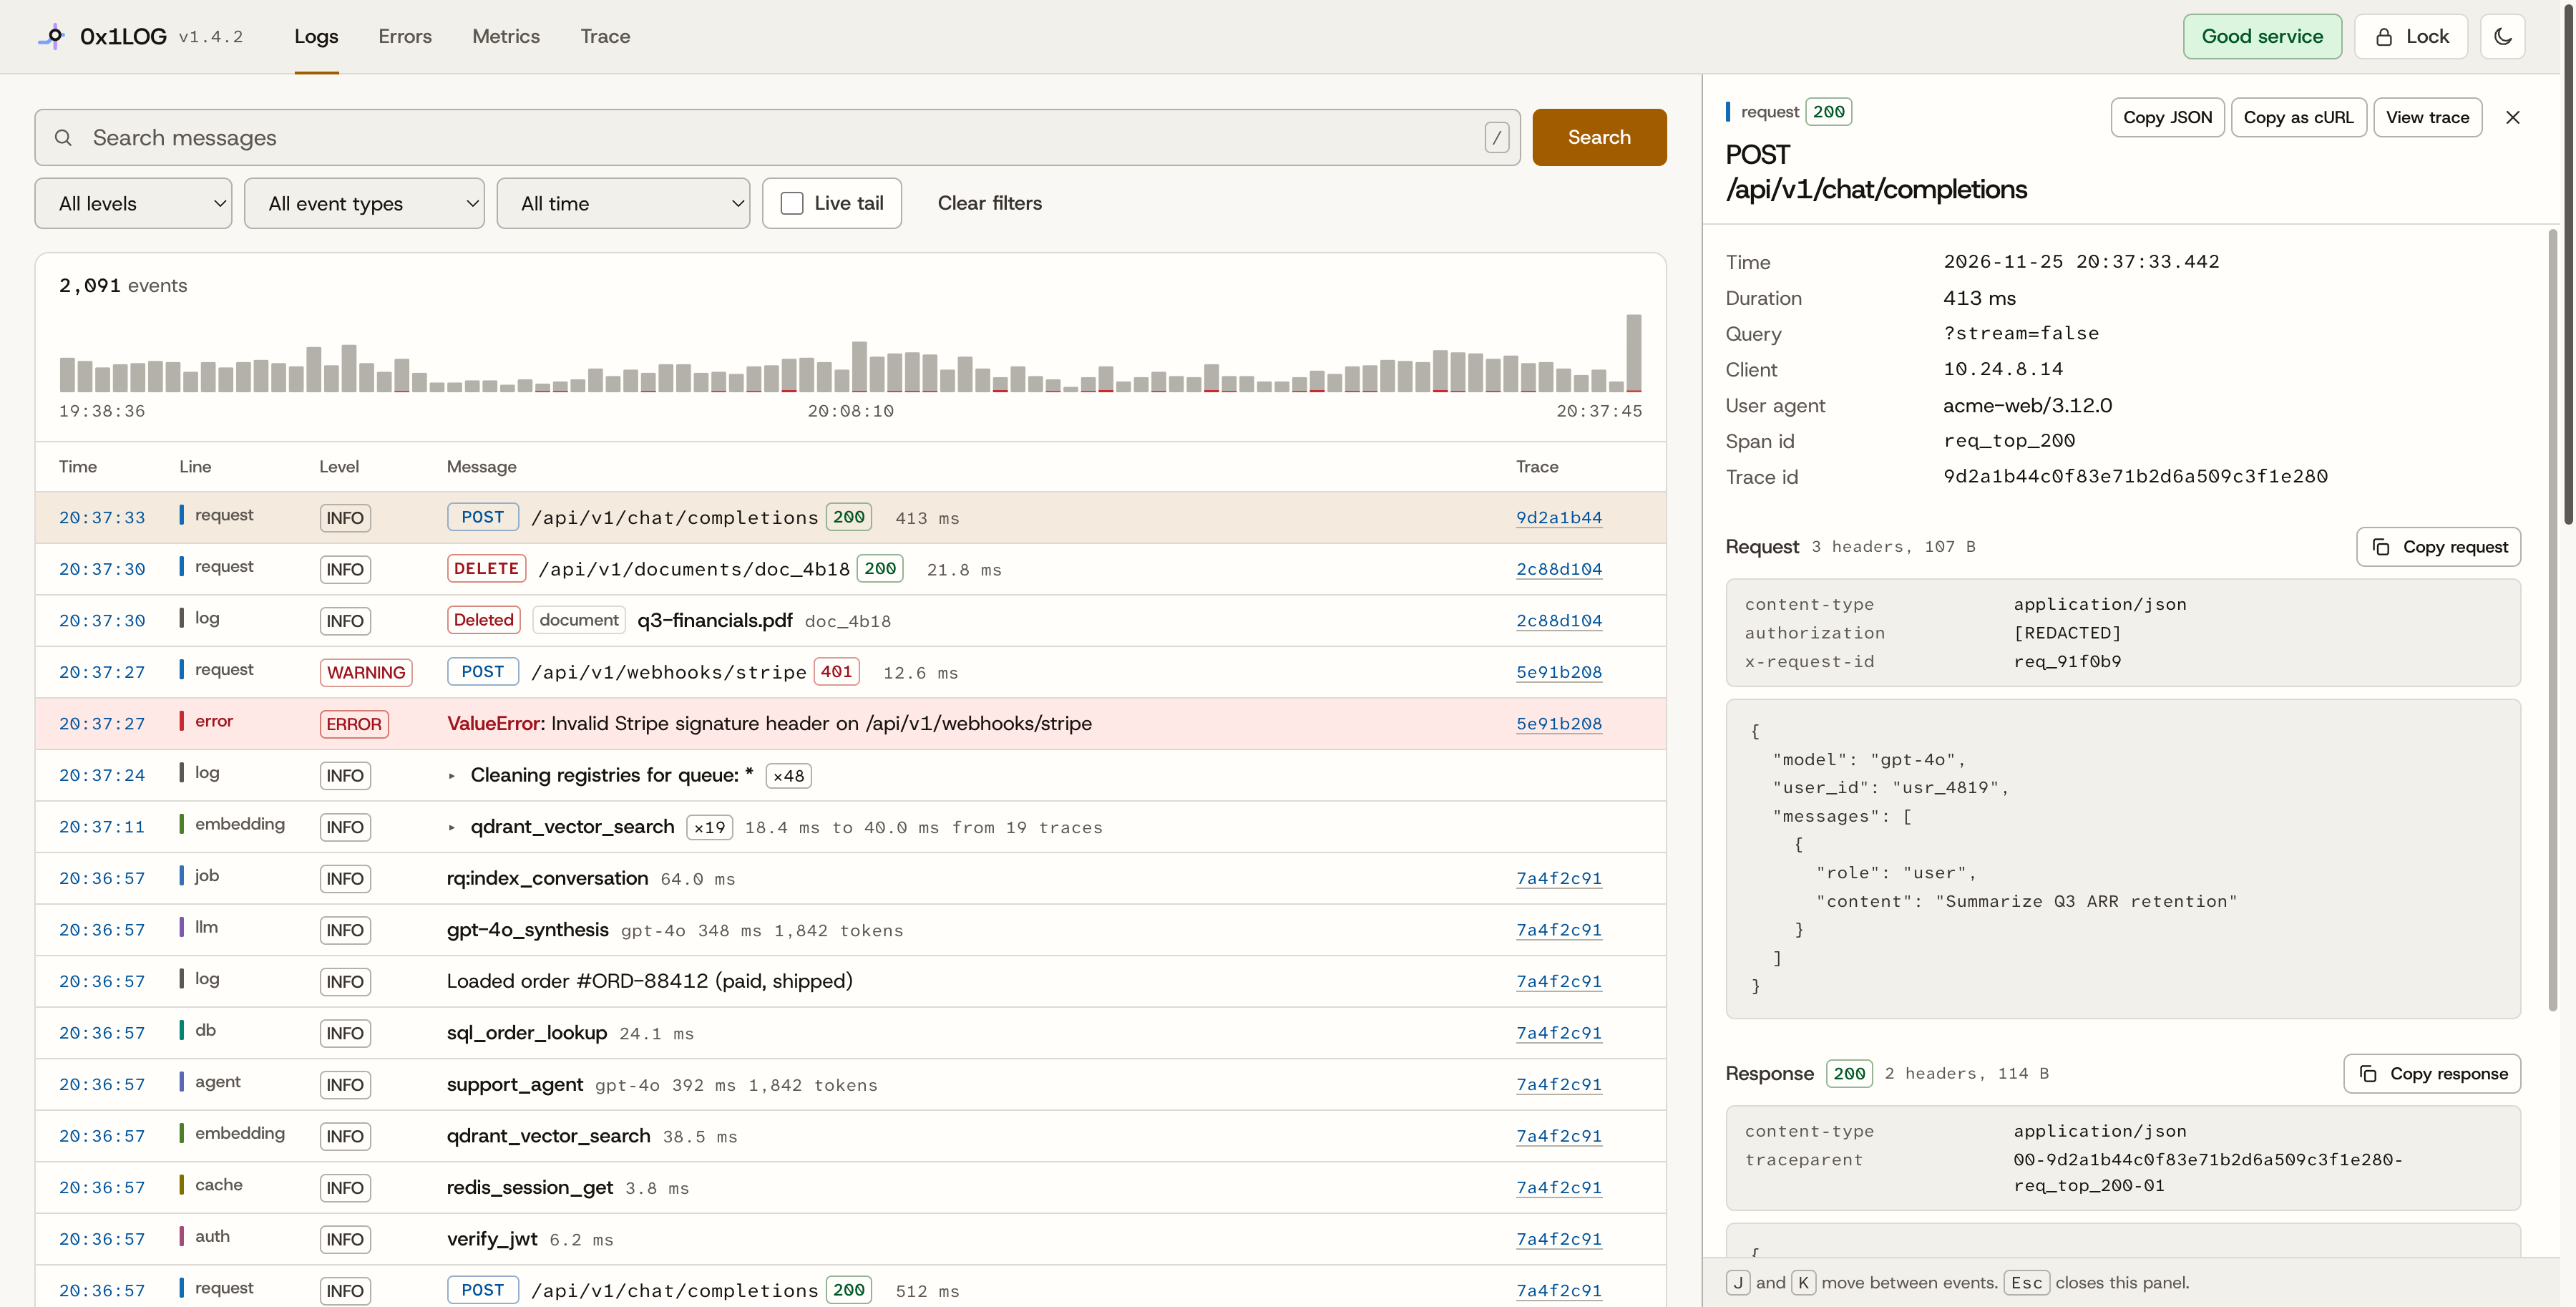 0x1LOG v1.4.2 Logs Errors Metrics Trace Good service Lock
Search messages / Search
All levels All event types All time Live tail Clear filters
2,091 events
19:38:36 20:08:10 20:37:45
Time Line Level Message Trace
20:37:33 request INFO POST /api/v1/chat/completions 200 413 ms 9d2a1b44
20:37:30 request INFO DELETE /api/v1/documents/doc_4b18 200 21.8 ms 2c88d104
20:37:30 log INFO Deleted document q3-financials.pdf doc_4b18 2c88d104
20:37:27 request WARNING POST /api/v1/webhooks/stripe 401 12.6 ms 5e91b208
20:37:27 error ERROR ValueError: Invalid Stripe signature header on /api/v1/webhooks/stripe 5e91b208
20:37:24 log INFO ▸ Cleaning registries for queue: * ×48
20:37:11 embedding INFO ▸ qdrant_vector_search ×19 18.4 ms to 40.0 ms from 19 traces
20:36:57 job INFO rq:index_conversation 64.0 ms 7a4f2c91
20:36:57 llm INFO gpt-4o_synthesis gpt-4o 348 ms 1,842 tokens 7a4f2c91
20:36:57 log INFO Loaded order #ORD-88412 (paid, shipped) 7a4f2c91
20:36:57 db INFO sql_order_lookup 24.1 ms 7a4f2c91
20:36:57 agent INFO support_agent gpt-4o 392 ms 1,842 tokens 7a4f2c91
20:36:57 embedding INFO qdrant_vector_search 38.5 ms 7a4f2c91
20:36:57 cache INFO redis_session_get 3.8 ms 7a4f2c91
20:36:57 auth INFO verify_jwt 6.2 ms 7a4f2c91
20:36:57 request INFO POST /api/v1/chat/completions 200 512 ms 7a4f2c91
request 200 Copy JSON Copy as cURL View trace
POST
/api/v1/chat/completions
Time 2026-11-25 20:37:33.442
Duration 413 ms
Query ?stream=false
Client 10.24.8.14
User agent acme-web/3.12.0
Span id req_top_200
Trace id 9d2a1b44c0f83e71b2d6a509c3f1e280
Request 3 headers, 107 B Copy request
content-type application/json
authorization [REDACTED]
x-request-id req_91f0b9
{
"model": "gpt-4o",
"user_id": "usr_4819",
"messages": [
{
"role": "user",
"content": "Summarize Q3 ARR retention"
}
]
}
Response 200 2 headers, 114 B Copy response
content-type application/json
traceparent 00-9d2a1b44c0f83e71b2d6a509c3f1e280-
req_top_200-01
{
J and K move between events. Esc closes this panel.